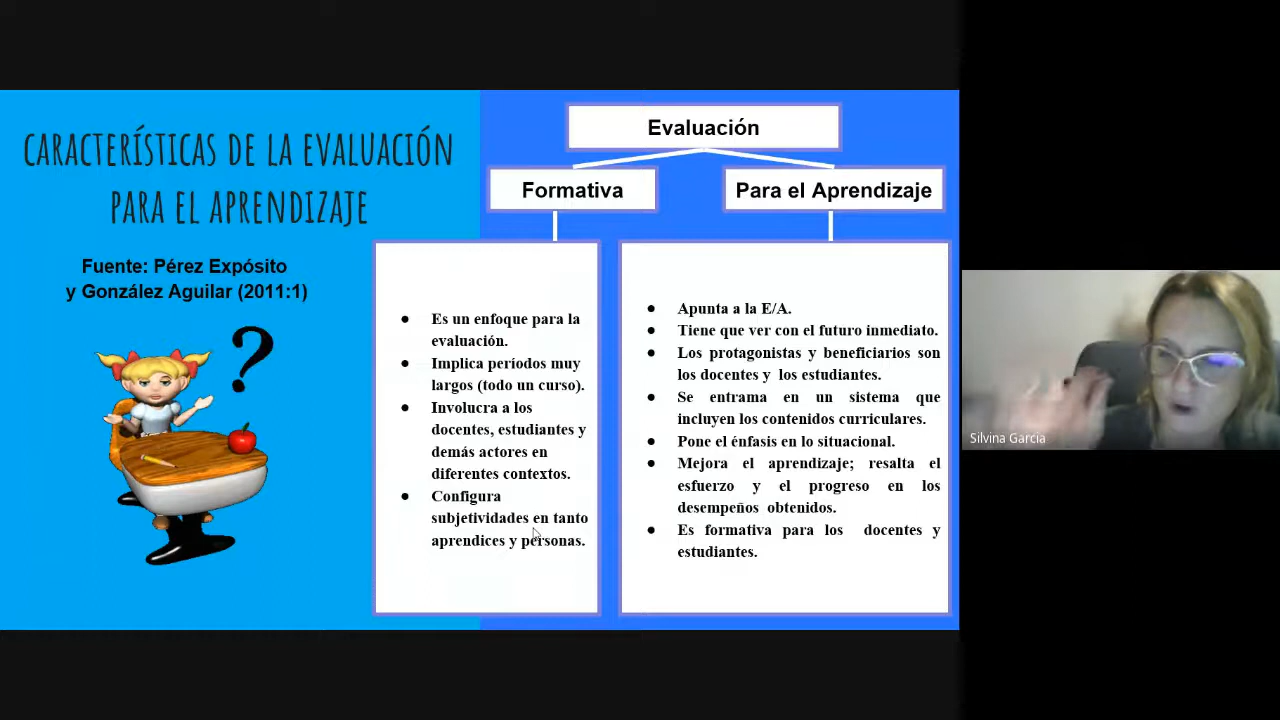 CARACTERÍSTICAS DE LA EVALUACIÓN
PARA EL APRENDIZAJE
Fuente: Pérez Expósito
y González Aguilar (2011:1)
?
Evaluación
Formativa
Para el Aprendizaje
● Es un enfoque para la
evaluación.
● Implica períodos muy
largos (todo un curso).
● Involucra a los
docentes, estudiantes y
demás actores en
diferentes contextos.
● Configura
subjetividades en tanto
aprendices y personas.
● Apunta a la E/A.
● Tiene que ver con el futuro inmediato.
● Los protagonistas y beneficiarios son
los docentes y los estudiantes.
● Se entrama en un sistema que
incluyen los contenidos curriculares.
● Pone el énfasis en lo situacional.
● Mejora el aprendizaje; resalta el
esfuerzo y el progreso en los
desempeños obtenidos.
● Es formativa para los docentes y
estudiantes.
Silvina Garcia